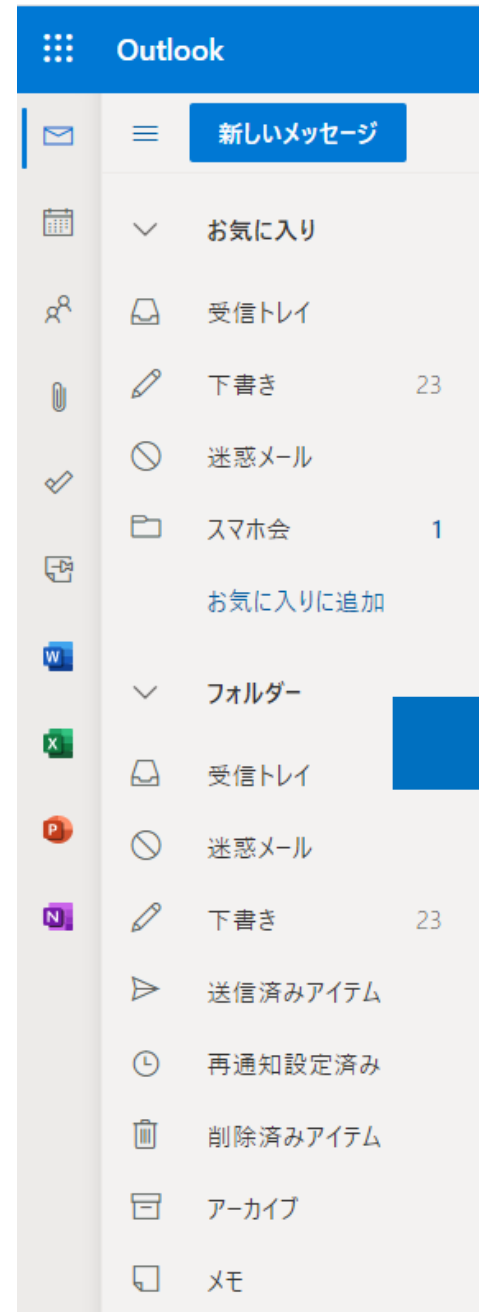 Outlook
新しいメッセージ
お気に入り
受信トレイ
下書き 23
迷惑メール
スマホ会 1
お気に入りに追加
フォルダー
受信トレイ
迷惑メール
下書き 23
送信済みアイテム
再通知設定済み
削除済みアイテム
アーカイブ
メモ
W
X
P
N